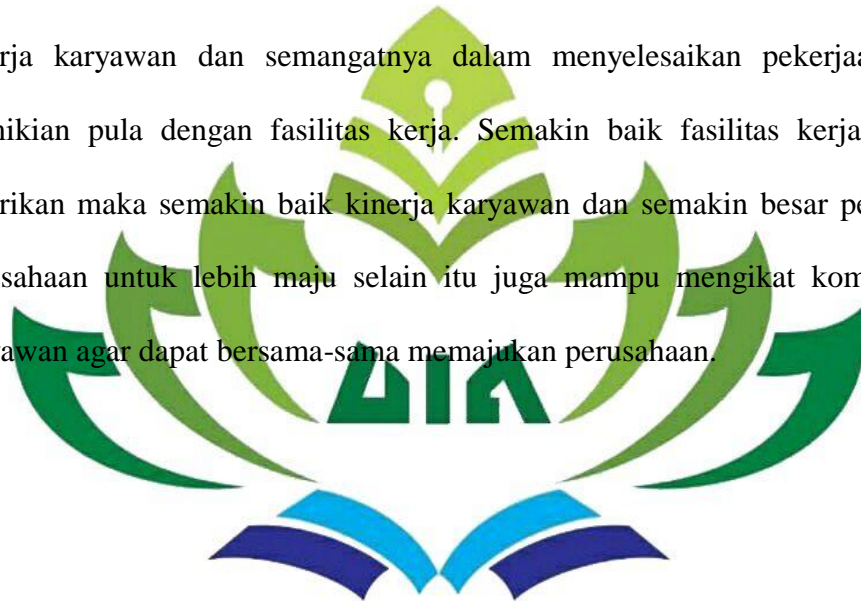 rja karyawan dan semangatnya dalam menyelesaikan pekerjaa
nikian pula dengan fasilitas kerja. Semakin baik fasilitas kerja
rikan maka semakin baik kinerja karyawan dan semakin besar pe
sahaan untuk lebih maju selain itu juga mampu mengikat kom
awan agar dapat bersama-sama memajukan perusahaan.